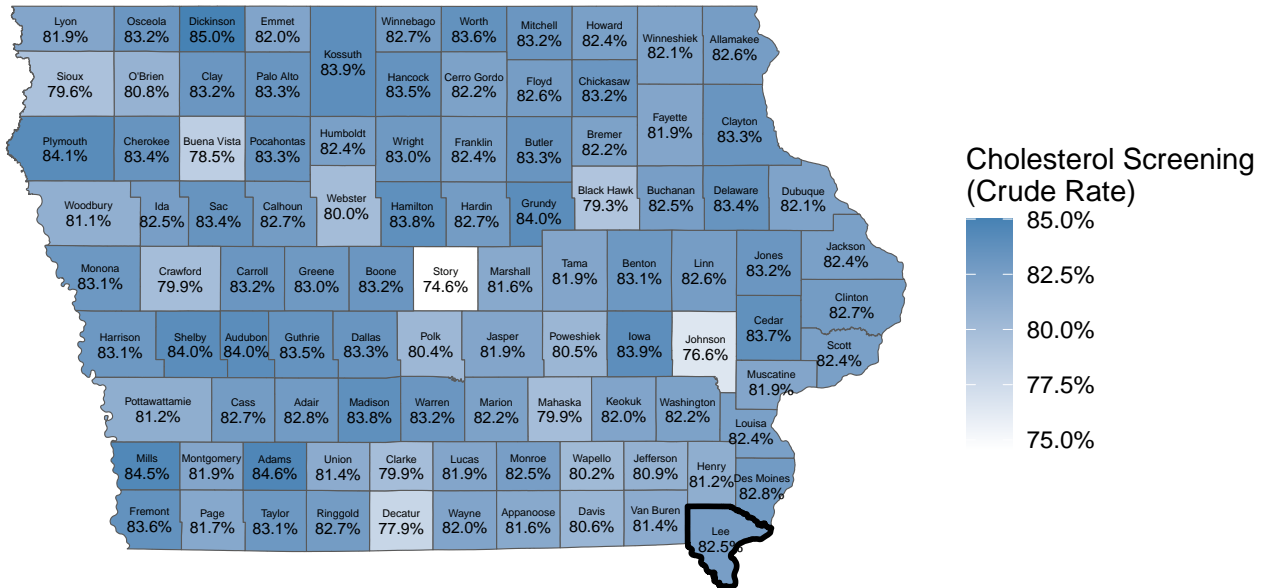 Lyon
81.9%
Osceola
83.2%
Dickinson
85.0%
Emmet
82.0%
Kossuth
83.9%
Winnebago
82.7%
Worth
83.6%
Mitchell
83.2%
Howard
82.4%
Winneshiek
82.1%
Allamakee
82.6%
Sioux
79.6%
O'Brien
80.8%
Clay
83.2%
Palo Alto
83.3%
Hancock
83.5%
Cerro Gordo
82.2%
Floyd
82.6%
Chickasaw
83.2%
Fayette
81.9%
Clayton
83.3%
Plymouth
84.1%
Cherokee
83.4%
Buena Vista
78.5%
Pocahontas
83.3%
Humboldt
82.4%
Wright
83.0%
Franklin
82.4%
Butler
83.3%
Bremer
82.2%
Woodbury
81.1%
Ida
82.5%
Sac
83.4%
Calhoun
82.7%
Webster
80.0%
Hamilton
83.8%
Hardin
82.7%
Grundy
84.0%
Black Hawk
79.3%
Buchanan
82.5%
Delaware
83.4%
Dubuque
82.1%
Monona
83.1%
Crawford
79.9%
Carroll
83.2%
Greene
83.0%
Boone
83.2%
Story
74.6%
Marshall
81.6%
Tama
81.9%
Benton
83.1%
Linn
82.6%
Jones
83.2%
Jackson
82.4%
Clinton
82.7%
Harrison
83.1%
Shelby
84.0%
Audubon
84.0%
Guthrie
83.5%
Dallas
83.3%
Polk
80.4%
Jasper
81.9%
Poweshiek
80.5%
Iowa
83.9%
Johnson
76.6%
Cedar
83.7%
Scott
82.4%
Muscatine
81.9%
Pottawattamie
81.2%
Cass
82.7%
Adair
82.8%
Madison
83.8%
Warren
83.2%
Marion
82.2%
Mahaska
79.9%
Keokuk
82.0%
Washington
82.2%
Louisa
82.4%
Mills
84.5%
Montgomery
81.9%
Adams
84.6%
Union
81.4%
Clarke
79.9%
Lucas
81.9%
Monroe
82.5%
Wapello
80.2%
Jefferson
80.9%
Henry
81.2%
Des Moines
82.8%
Fremont
83.6%
Page
81.7%
Taylor
83.1%
Ringgold
82.7%
Decatur
77.9%
Wayne
82.0%
Appanoose
81.6%
Davis
80.6%
Van Buren
81.4%
Lee
82.5%
Cholesterol Screening
(Crude Rate)
85.0%
82.5%
80.0%
77.5%
75.0%